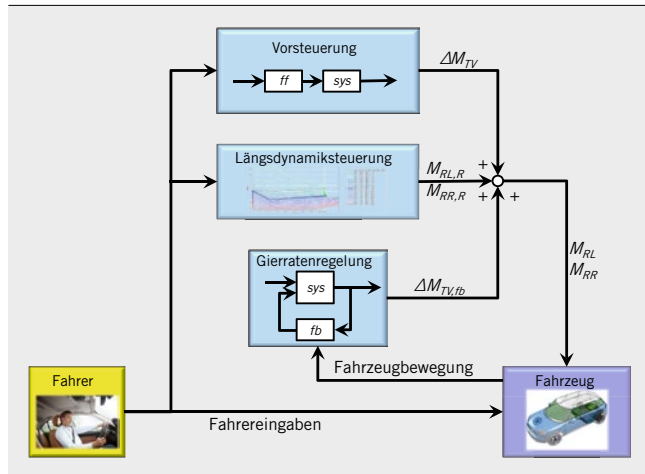 Vorsteuerung
ff
sys
ΔM_TV
Längsdynamiksteuerung
M_RL,R
M_RR,R
+
+
+
Gierratenregelung
sys
fb
ΔM_TV,fb
M_RL
M_RR
Fahrzeugbewegung
Fahrer
Fahrereingaben
Fahrzeug